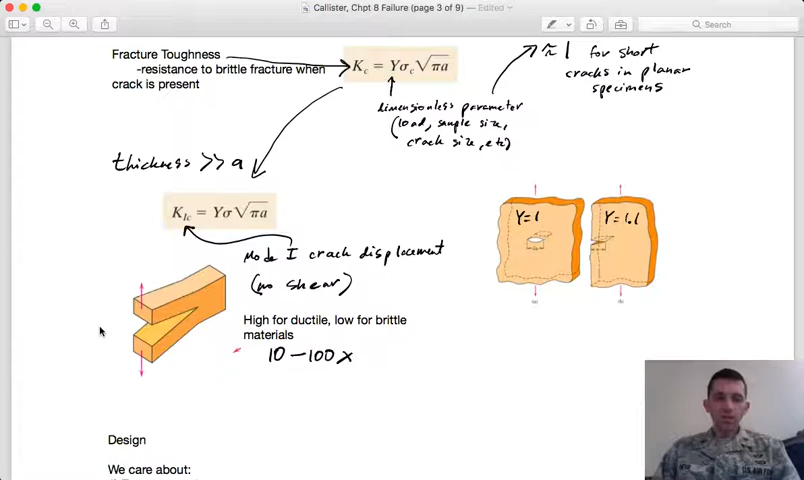 Callister, Chpt 8 Failure (page 3 of 9) — Edited
Search
Fracture Toughness
-resistance to brittle fracture when
crack is present
K_c = Yσ_c√πa
≈ 1 for short
cracks in planar
specimens
dimensionless parameter
(load, sample size,
crack size, etc)
thickness >> a
K_Ic = Yσ√πa
Mode I crack displacement
(no shear)
Y=1
Y=1.1
(a)
(b)
High for ductile, low for brittle
materials
10 – 100 x
Design
We care about:
U.S. AIR FORCE